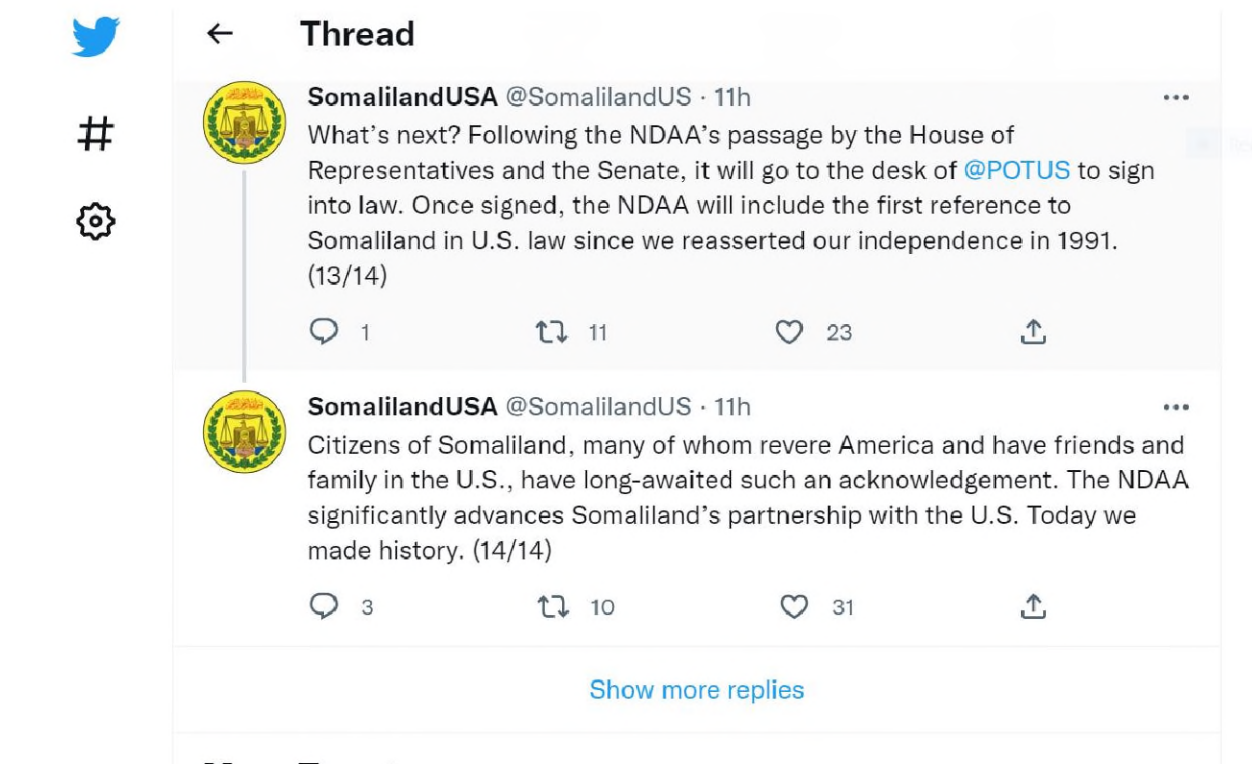 Thread
SomalilandUSA @SomalilandUS · 11h
What's next? Following the NDAA's passage by the House of
Representatives and the Senate, it will go to the desk of @POTUS to sign
into law. Once signed, the NDAA will include the first reference to
Somaliland in U.S. law since we reasserted our independence in 1991.
(13/14)
1 11 23
SomalilandUSA @SomalilandUS · 11h
Citizens of Somaliland, many of whom revere America and have friends and
family in the U.S., have long-awaited such an acknowledgement. The NDAA
significantly advances Somaliland's partnership with the U.S. Today we
made history. (14/14)
3 10 31
Show more replies